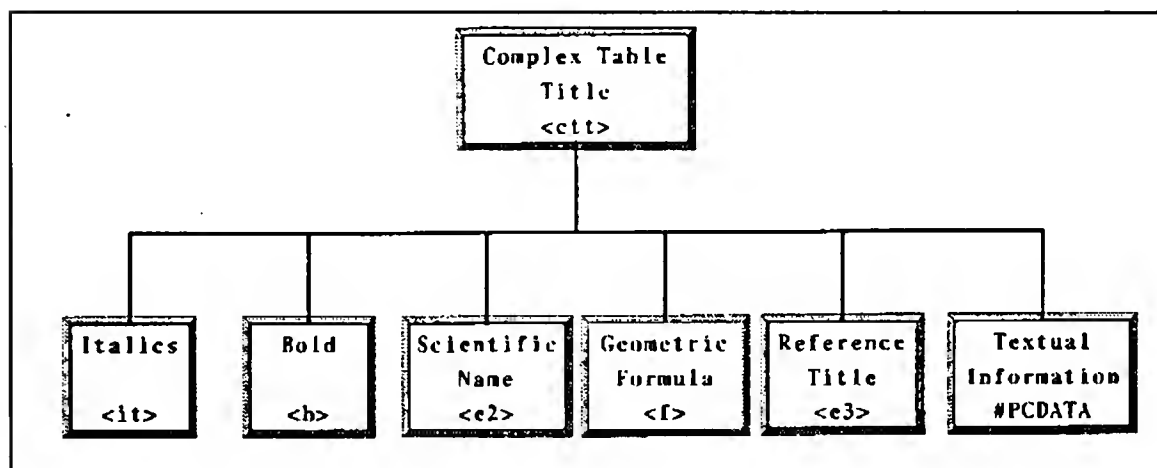 Complex Table
Title
<ctt>
Italics
<it>
Bold
<b>
Scientific
Name
<e2>
Geometric
Formula
<f>
Reference
Title
<e3>
Textual
Information
#PCDATA